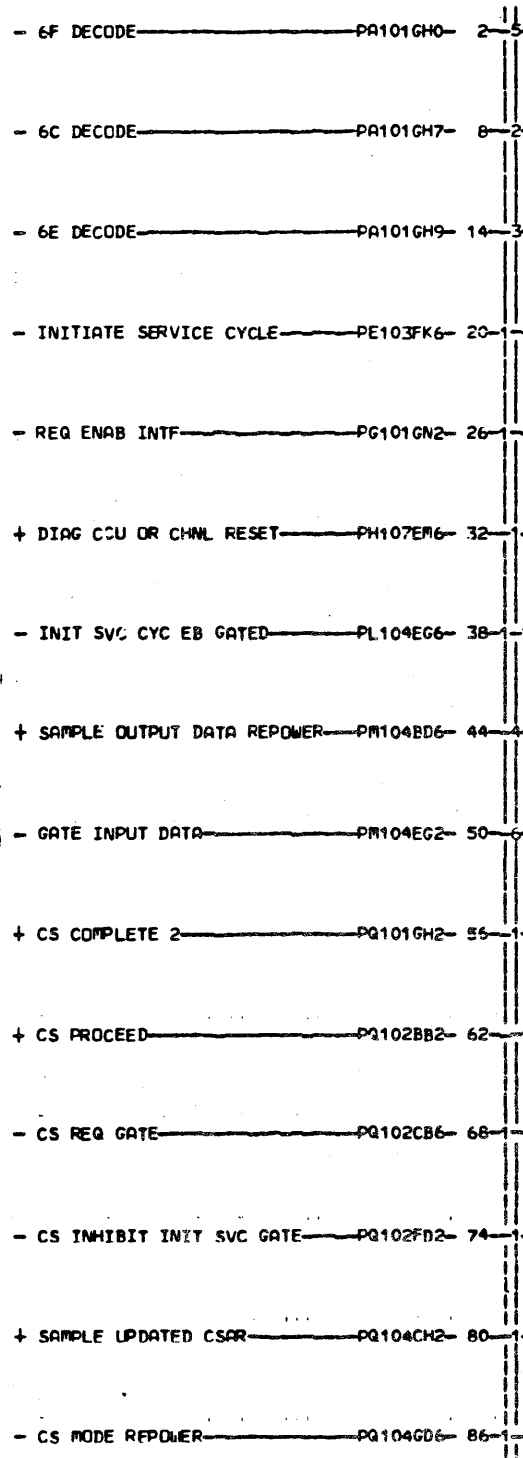 - 6F DECODE PA101GH0- 2 5
- 6C DECODE PA101GH7- 8 2
- 6E DECODE PA101GH9- 14 3
- INITIATE SERVICE CYCLE PE103FK6- 20 1
- REQ ENAB INTF PG101GN2- 26 1
+ DIAG CCU OR CHNL RESET PH107EM6- 32 1
- INIT SVC CYC EB GATED PL104EG6- 38 1
+ SAMPLE OUTPUT DATA REPOWER PM104BD6- 44 4
- GATE INPUT DATA PM104EG2- 50 6
+ CS COMPLETE 2 PQ101GH2- 56 1
+ CS PROCEED PQ102BB2- 62
- CS REQ GATE PQ102CB6- 68 1
- CS INHIBIT INIT SVC GATE PQ102FD2- 74 1
+ SAMPLE UPDATED CSAR PQ104CH2- 80 1
- CS MODE REPOWER PQ104GD6- 86 1